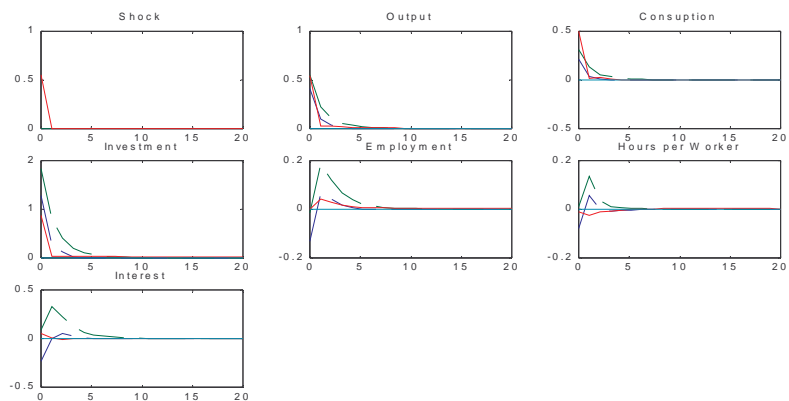 Shock Output Consuption
1 1 0.5
0.5 0.5 0
0 0 -0.5
0 5 10 15 20 0 5 10 15 20 0 5 10 15 20
Investment Employment Hours per Worker
2 0.2 0.2
1 0 0
0 -0.2 -0.2
0 5 10 15 20 0 5 10 15 20 0 5 10 15 20
Interest
0.5
0
-0.5
0 5 10 15 20